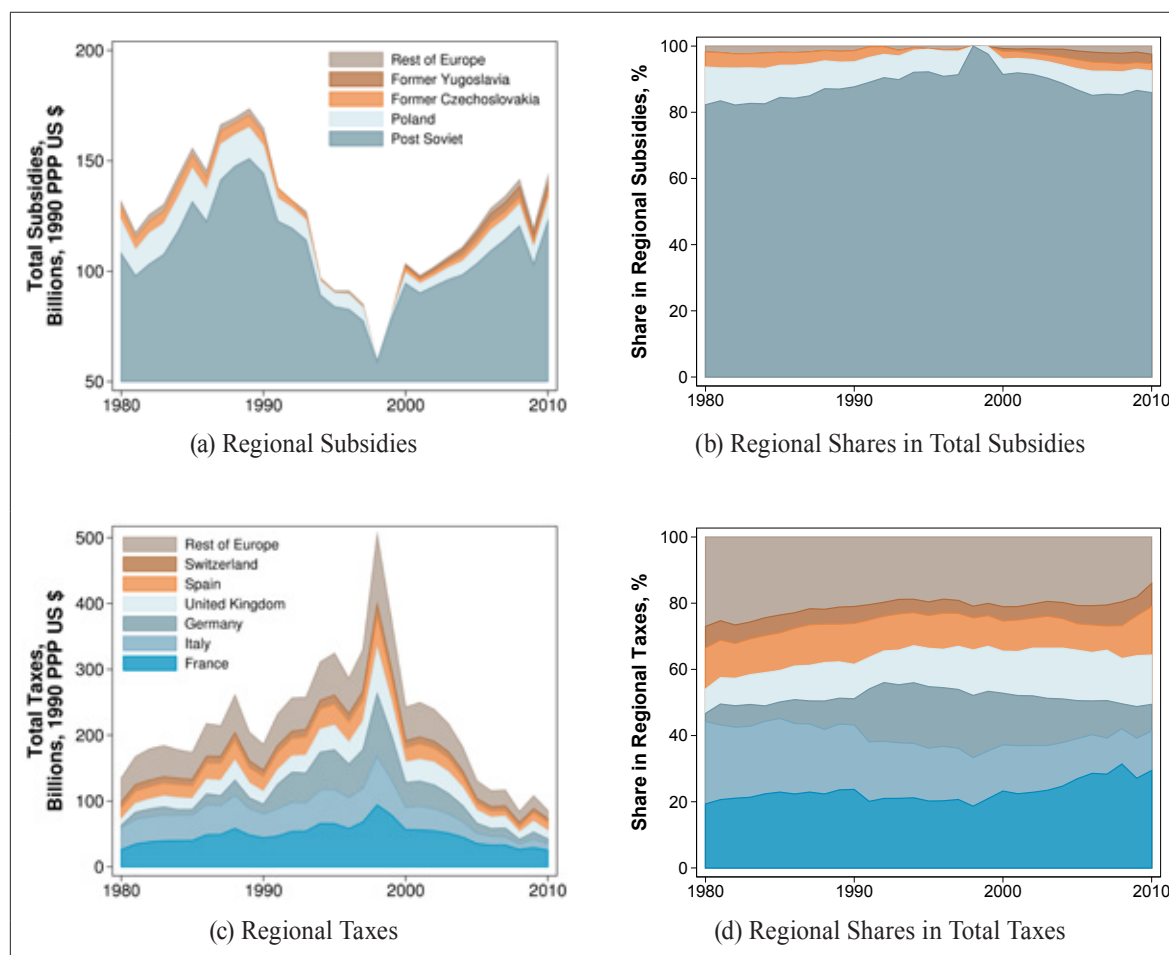 200
150
100
50
Total Subsidies,
Billions, 1990 PPP US $
Rest of Europe
Former Yugoslavia
Former Czechoslovakia
Poland
Post Soviet
1980
1990
2000
2010
(a) Regional Subsidies
100
80
60
40
20
0
Share in Regional Subsidies, %
1980
1990
2000
2010
(b) Regional Shares in Total Subsidies
500
400
300
200
100
0
Total Taxes,
Billions, 1990 PPP US $
Rest of Europe
Switzerland
Spain
United Kingdom
Germany
Italy
France
1980
1990
2000
2010
(c) Regional Taxes
100
80
60
40
20
0
Share in Regional Taxes, %
1980
1990
2000
2010
(d) Regional Shares in Total Taxes